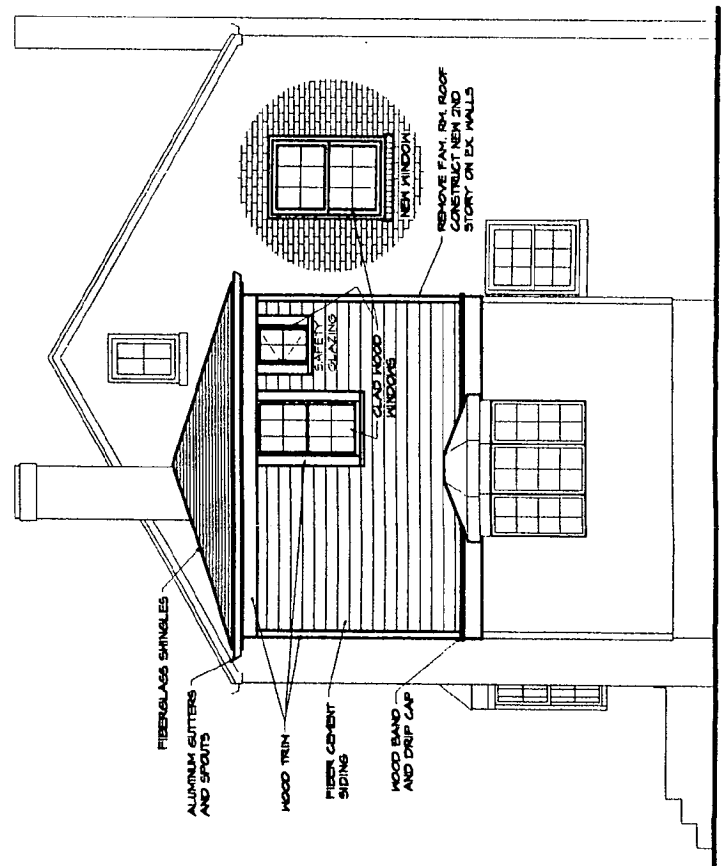 FIBERGLASS SHINGLES
ALUMINUM GUTTERS
AND SPOUTS
WOOD TRIM
FIBER CEMENT
SIDING
WOOD BAND
AND DRIP CAP
SAFETY
GLAZING
CLAD WOOD
WINDOWS
NEW WINDOW
REMOVE FAM. RM. ROOF
CONSTRUCT NEW 2ND
STORY ON EX. WALLS